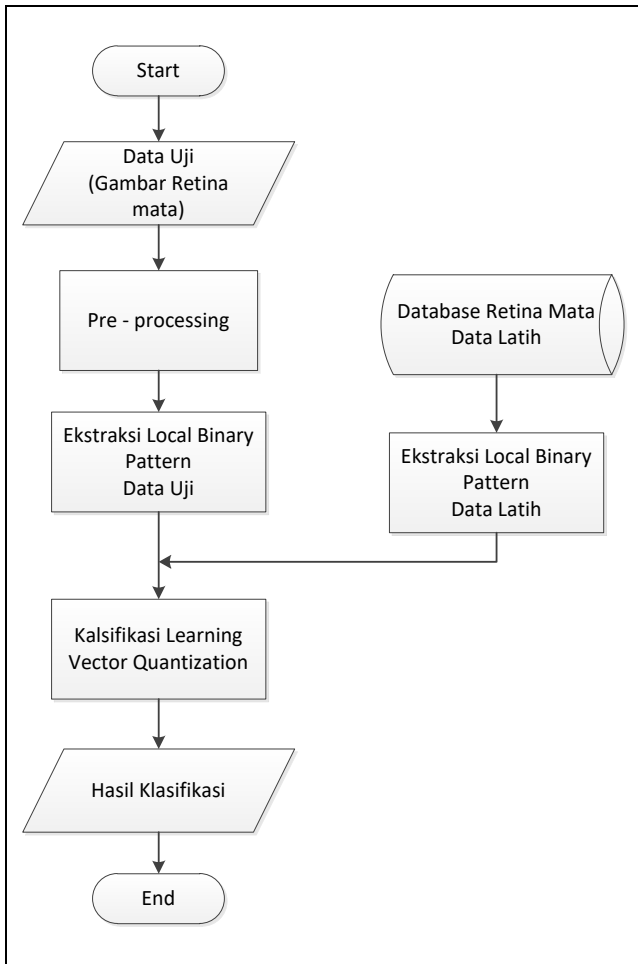 Start
Data Uji
(Gambar Retina
mata)
Pre - processing
Database Retina Mata
Data Latih
Ekstraksi Local Binary
Pattern
Data Uji
Ekstraksi Local Binary
Pattern
Data Latih
Kalsifikasi Learning
Vector Quantization
Hasil Klasifikasi
End